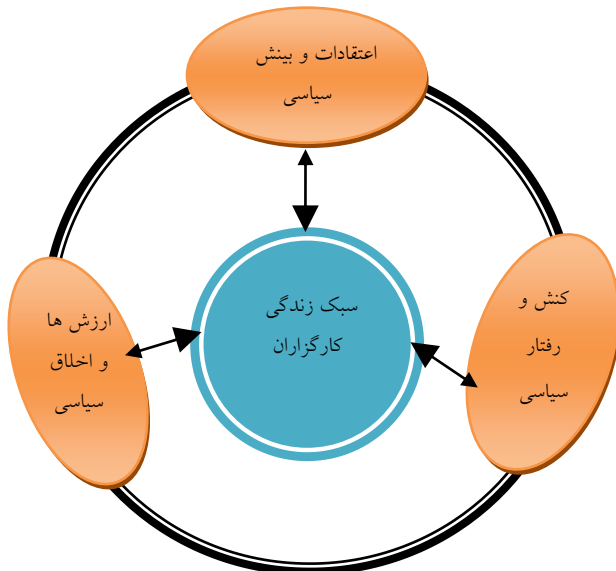 اعتقادات و بینش
سیاسی
کنش و
رفتار
سیاسی
سبک زندگی
کارگزاران
ارزش ها
و اخلاق
سیاسی